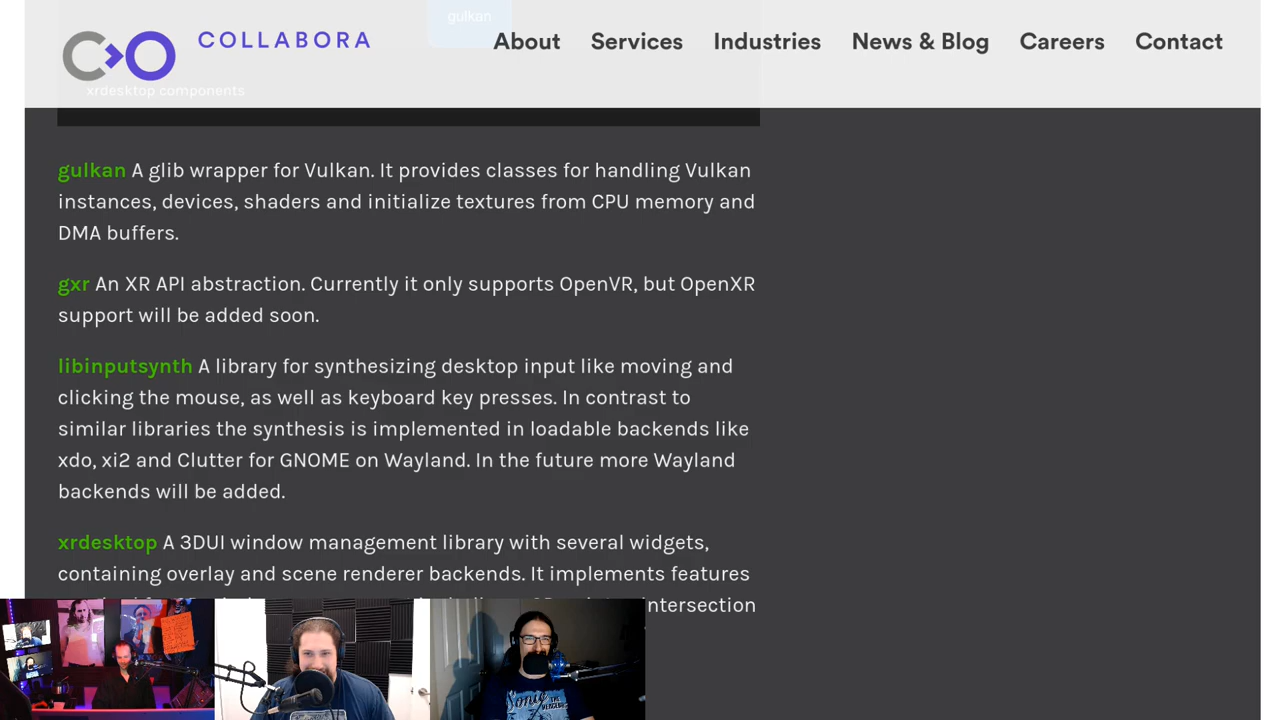 gulkan
COLLABORA
About Services Industries News & Blog Careers Contact
xrdesktop components
gulkan A glib wrapper for Vulkan. It provides classes for handling Vulkan
instances, devices, shaders and initialize textures from CPU memory and
DMA buffers.
gxr An XR API abstraction. Currently it only supports OpenVR, but OpenXR
support will be added soon.
libinputsynth A library for synthesizing desktop input like moving and
clicking the mouse, as well as keyboard key presses. In contrast to
similar libraries the synthesis is implemented in loadable backends like
xdo, xi2 and Clutter for GNOME on Wayland. In the future more Wayland
backends will be added.
xrdesktop A 3DUI window management library with several widgets,
containing overlay and scene renderer backends. It implements features
intersection
Sonic
THE